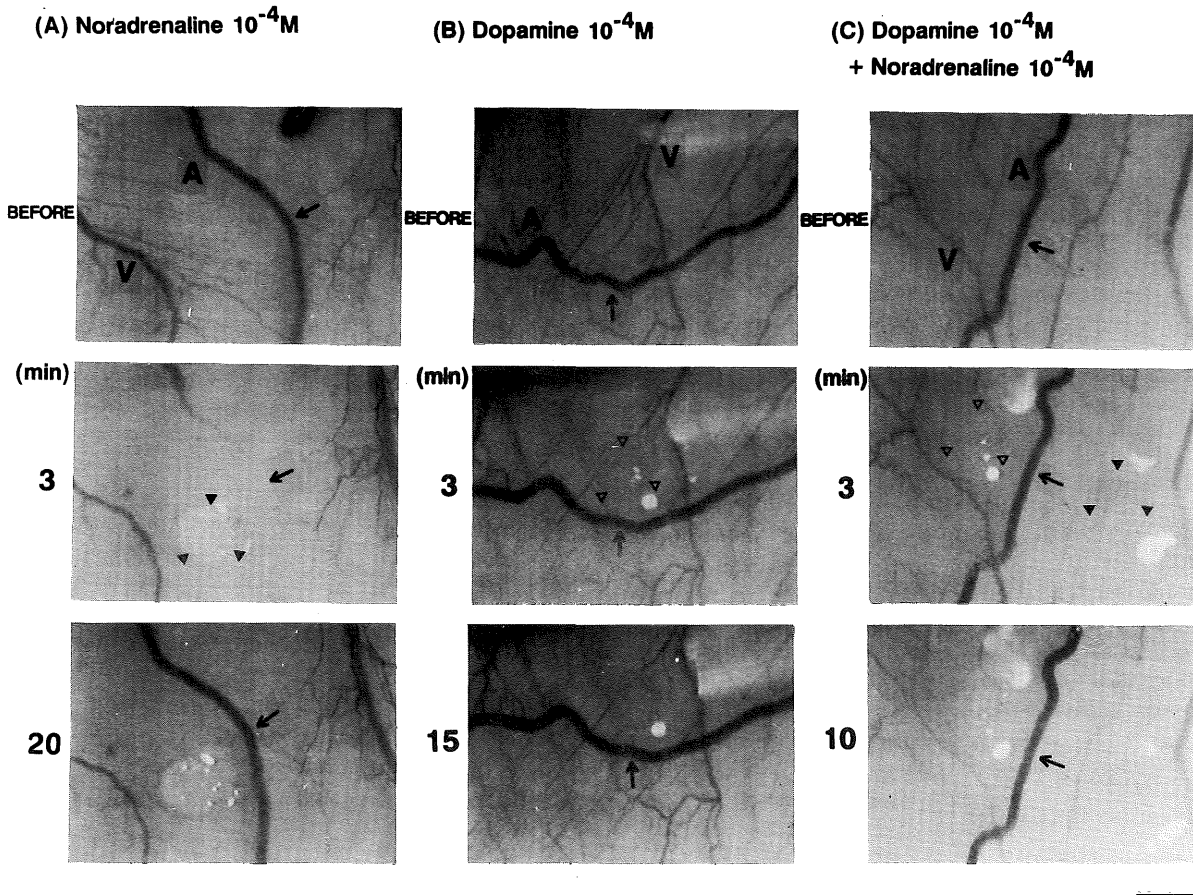 (A) Noradrenaline 10⁻⁴M
(B) Dopamine 10⁻⁴M
(C) Dopamine 10⁻⁴M
+ Noradrenaline 10⁻⁴M
BEFORE
A
V
BEFORE
A
V
BEFORE
A
V
(min)
3
(min)
3
(min)
3
20
15
10